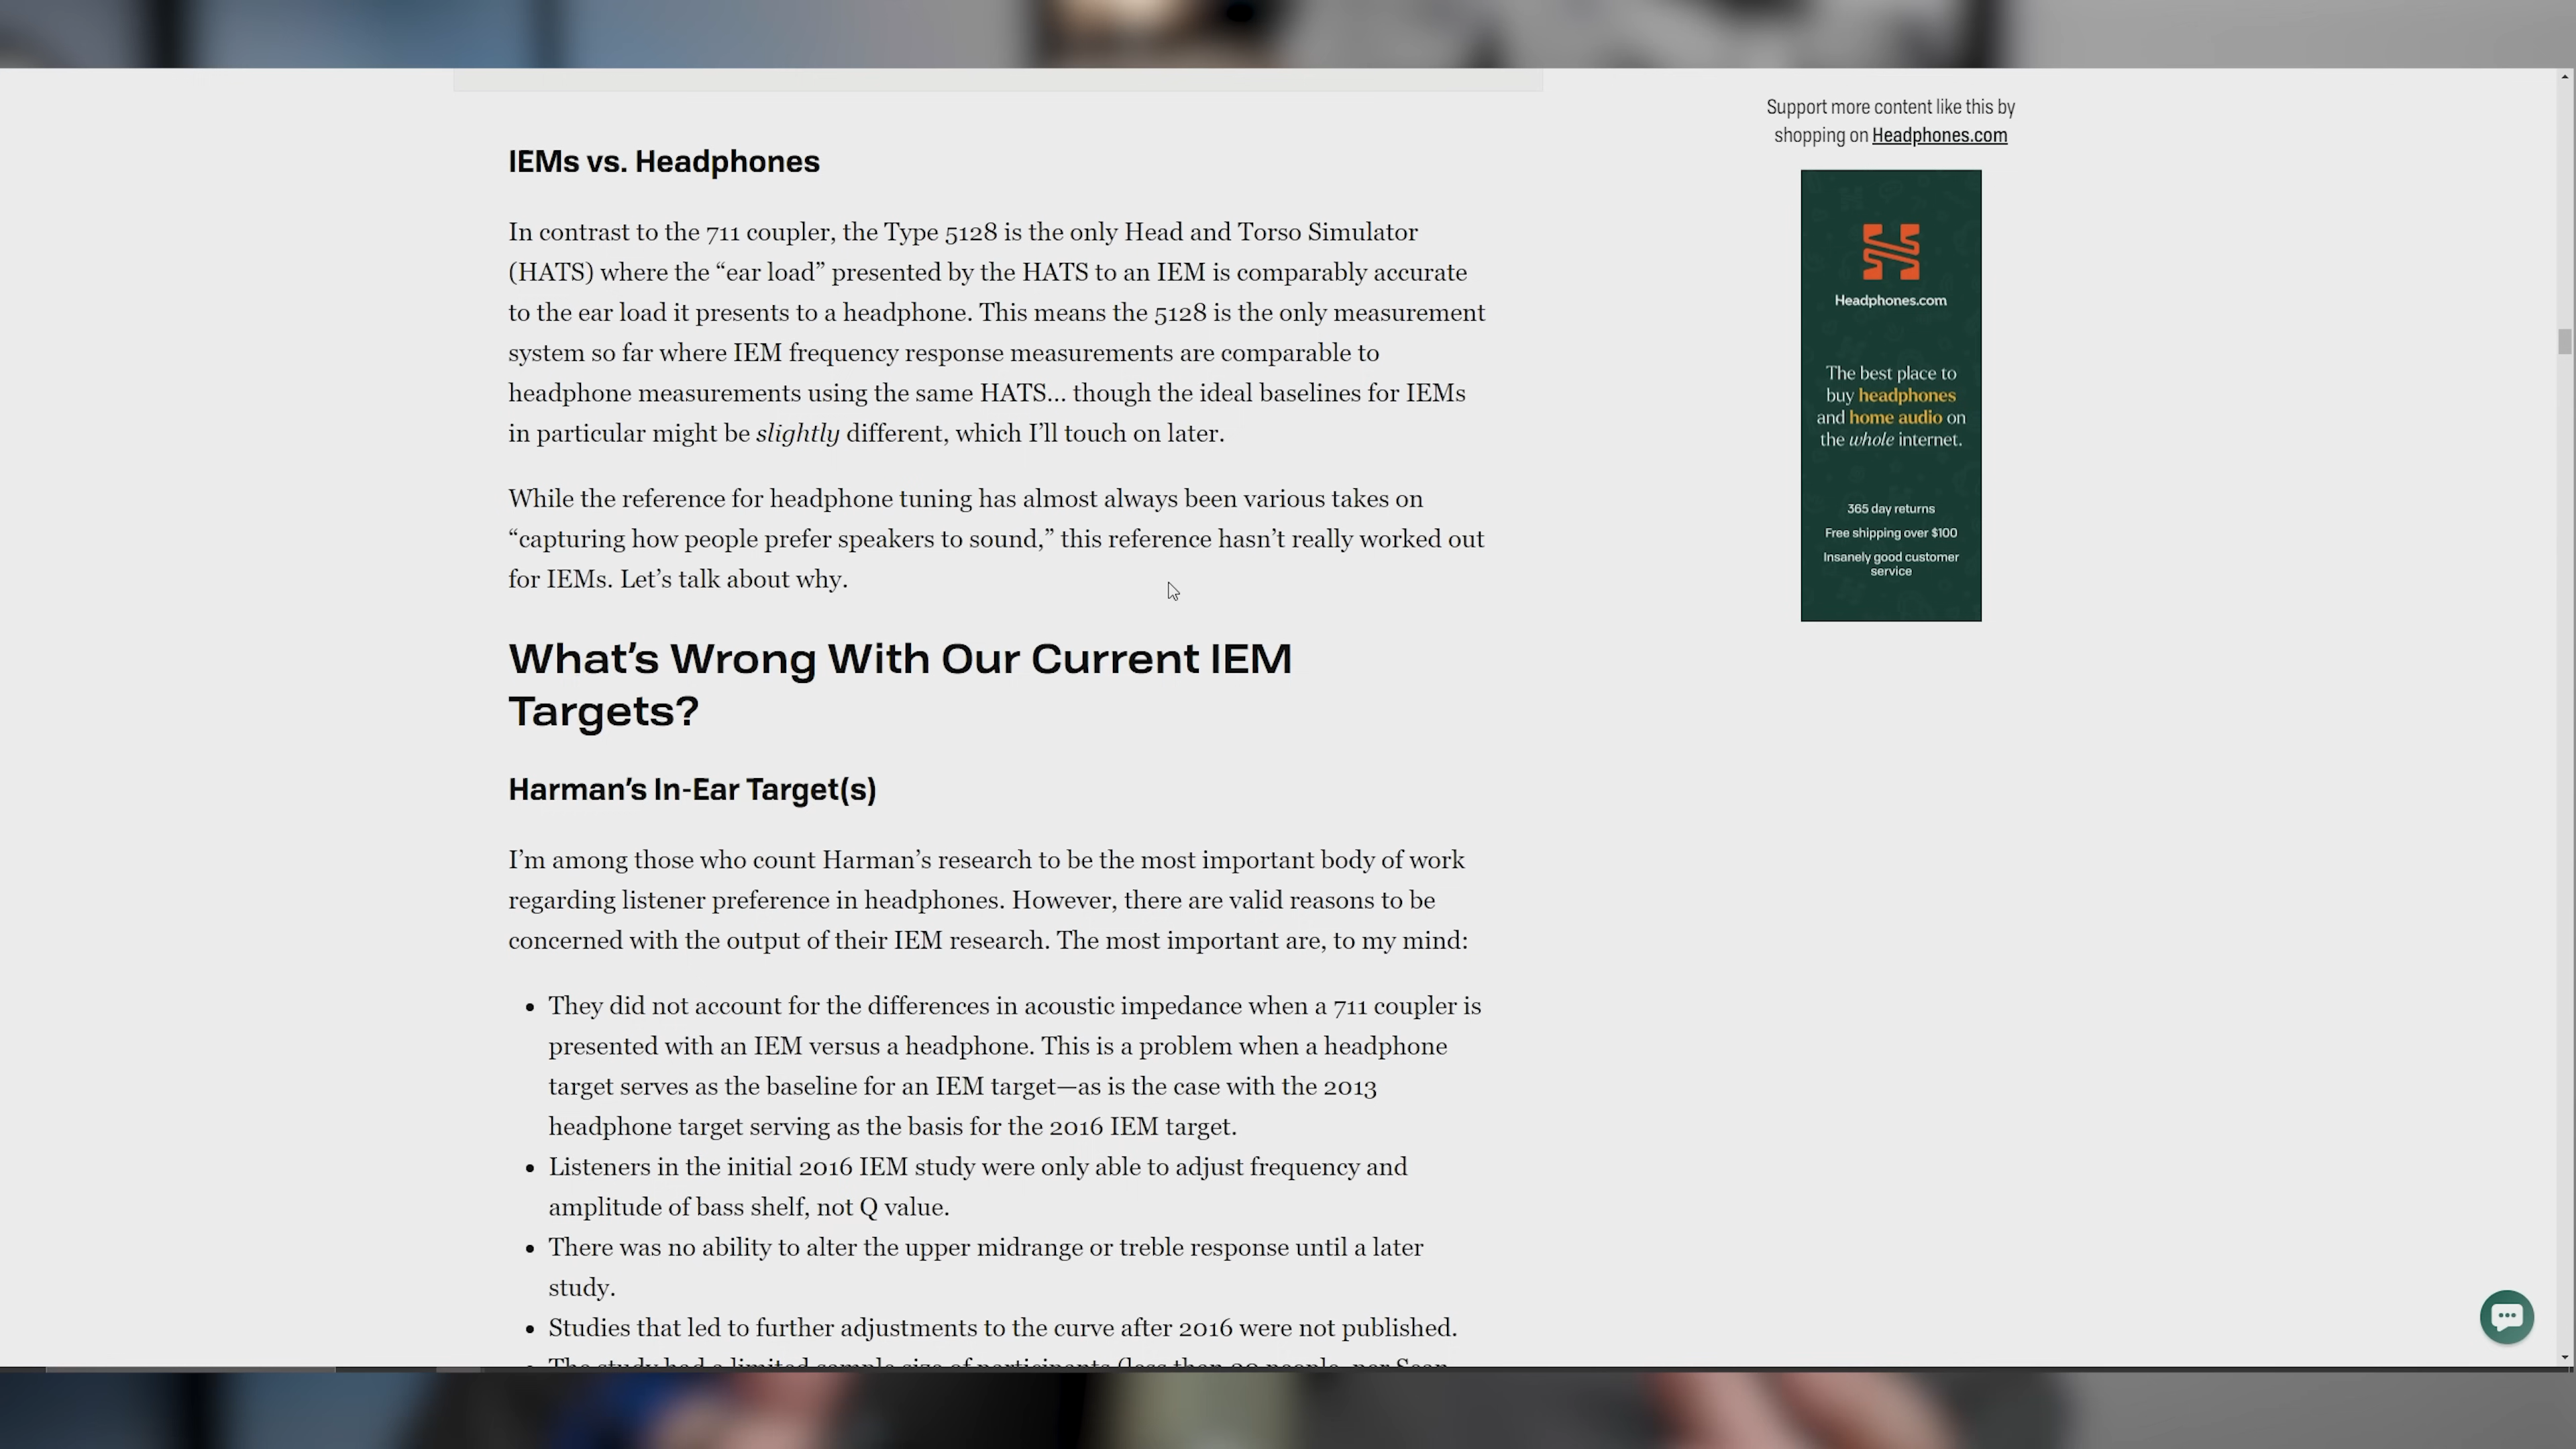 IEMs vs. Headphones
In contrast to the 711 coupler, the Type 5128 is the only Head and Torso Simulator
(HATS) where the “ear load” presented by the HATS to an IEM is comparably accurate
to the ear load it presents to a headphone. This means the 5128 is the only measurement
system so far where IEM frequency response measurements are comparable to
headphone measurements using the same HATS… though the ideal baselines for IEMs
in particular might be slightly different, which I’ll touch on later.
While the reference for headphone tuning has almost always been various takes on
“capturing how people prefer speakers to sound,” this reference hasn’t really worked out
for IEMs. Let’s talk about why.
What’s Wrong With Our Current IEM
Targets?
Harman’s In-Ear Target(s)
I’m among those who count Harman’s research to be the most important body of work
regarding listener preference in headphones. However, there are valid reasons to be
concerned with the output of their IEM research. The most important are, to my mind:
• They did not account for the differences in acoustic impedance when a 711 coupler is
presented with an IEM versus a headphone. This is a problem when a headphone
target serves as the baseline for an IEM target—as is the case with the 2013
headphone target serving as the basis for the 2016 IEM target.
• Listeners in the initial 2016 IEM study were only able to adjust frequency and
amplitude of bass shelf, not Q value.
• There was no ability to alter the upper midrange or treble response until a later
study.
• Studies that led to further adjustments to the curve after 2016 were not published.
• The study had a limited sample size of participants (less than 20 people, per Sean
Support more content like this by
shopping on Headphones.com
Headphones.com
The best place to
buy headphones
and home audio on
the whole internet.
365 day returns
Free shipping over $100
Insanely good customer
service